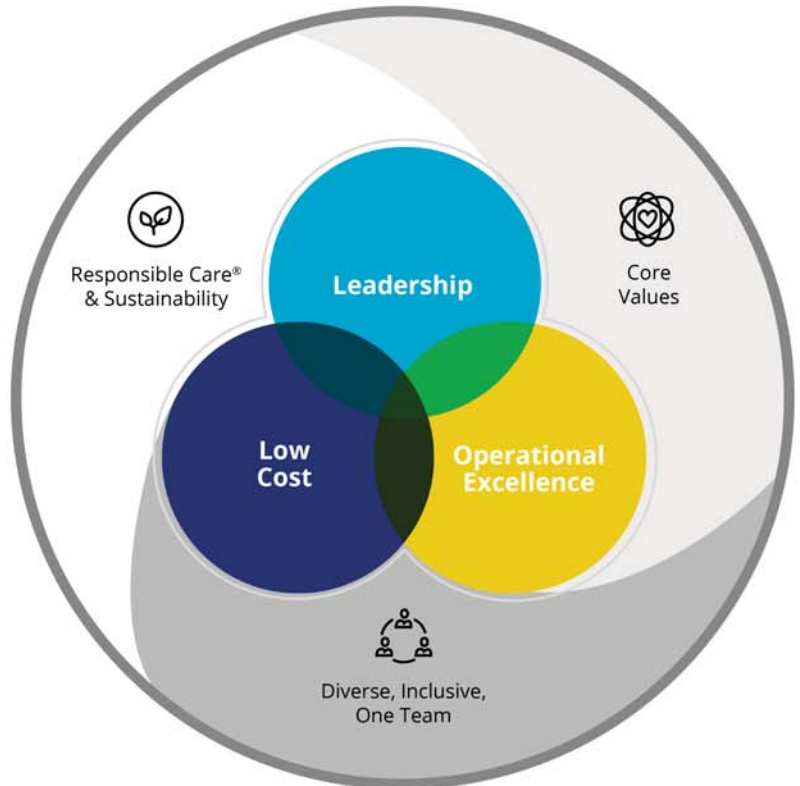 Leadership
Responsible Care®
& Sustainability
Core
Values
Low
Cost
Operational
Excellence
Diverse, Inclusive,
One Team